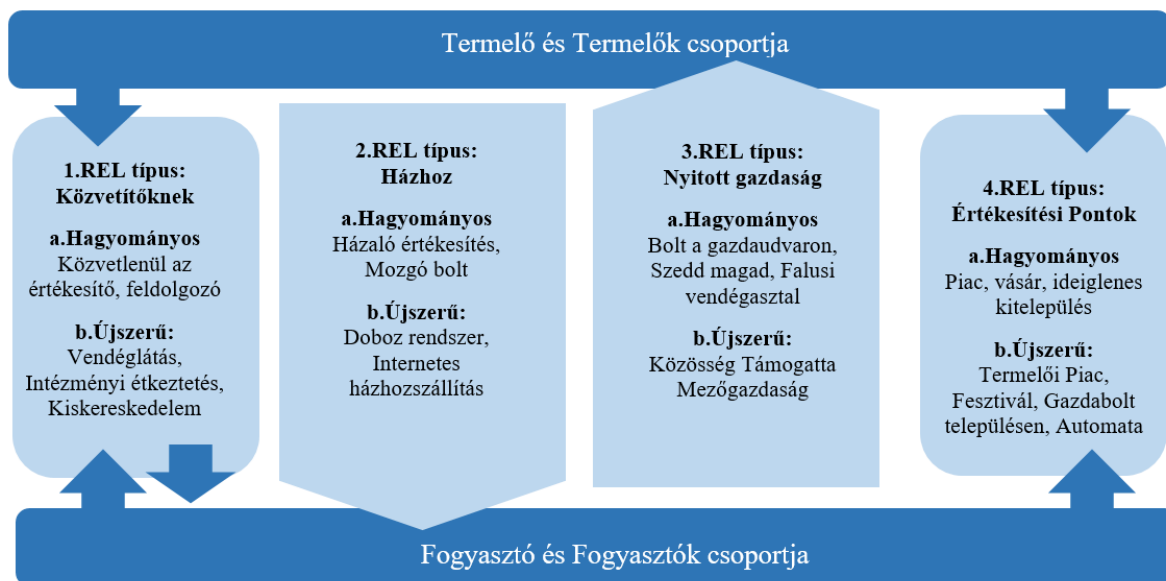 Termelő és Termelők csoportja
1.REL típus:
Közvetítőknek
a.Hagyományos
Közvetlenül az
értékesítő, feldolgozó
b.Újszerű:
Vendéglátás,
Intézményi étkeztetés,
Kiskereskedelem
2.REL típus:
Házhoz
a.Hagyományos
Házaló értékesítés,
Mozgó bolt
b.Újszerű:
Doboz rendszer,
Internetes
házhozszállítás
3.REL típus:
Nyitott gazdaság
a.Hagyományos
Bolt a gazdaudvaron,
Szedd magad, Falusi
vendégasztal
b.Újszerű:
Közösség Támogatta
Mezőgazdaság
4.REL típus:
Értékesítési Pontok
a.Hagyományos
Piac, vásár, ideiglenes
kitelepülés
b.Újszerű:
Termelői Piac,
Fesztivál, Gazdabolt
településen, Automata
Fogyasztó és Fogyasztók csoportja